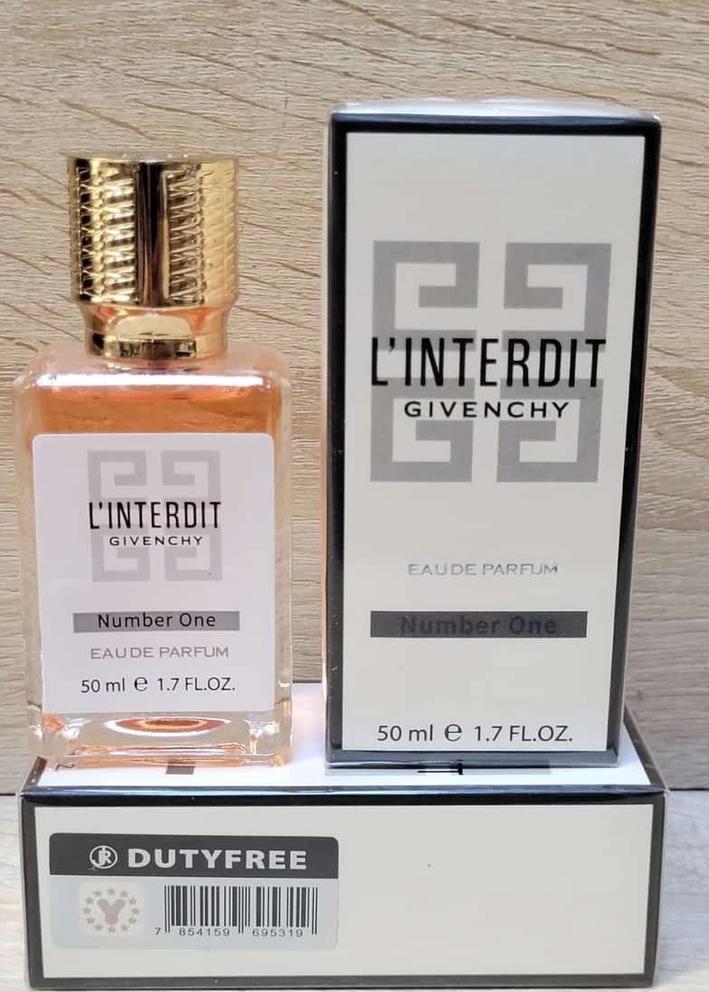 L'INTERDIT
GIVENCHY
Number One
EAU DE PARFUM
50 ml ℮ 1.7 FL.OZ.
L'INTERDIT
GIVENCHY
EAU DE PARFUM
Number One
50 ml ℮ 1.7 FL.OZ.
DUTYFREE
7 854159 695319